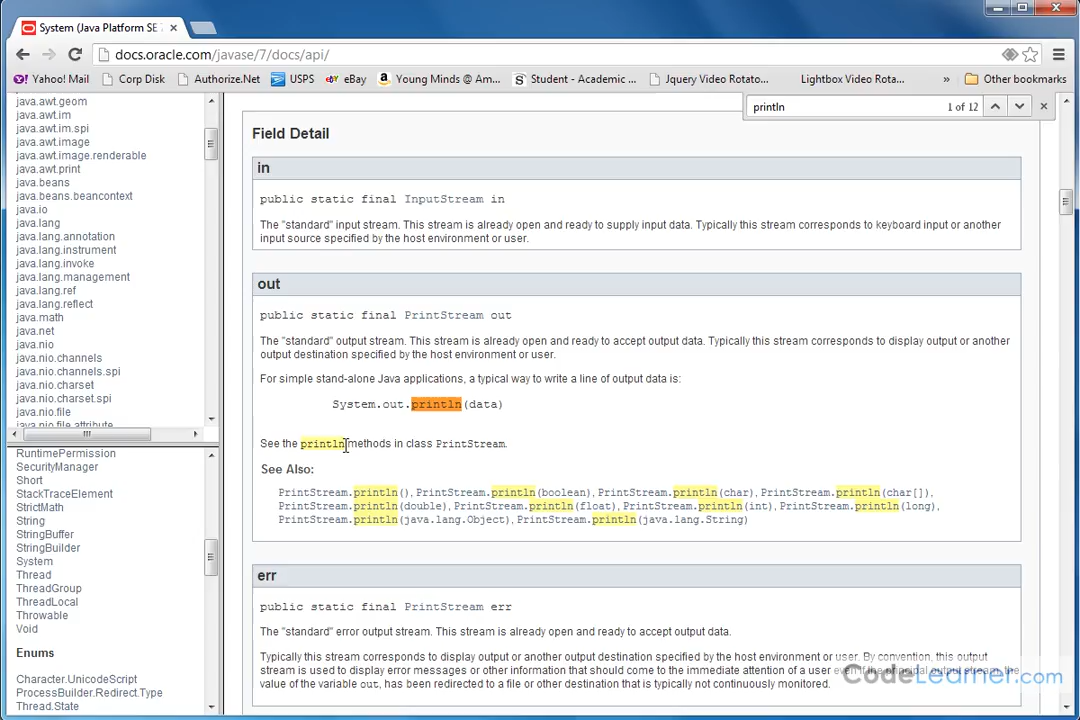 System (Java Platform SE 7
docs.oracle.com/javase/7/docs/api/
Yahoo! Mail
Corp Disk
Authorize.Net
USPS
eBay
Young Minds @ Am...
Student - Academic ...
Jquery Video Rotato...
Lightbox Video Rota...
»
Other bookmarks
println
1 of 12
java.awt.geom
java.awt.im
java.awt.im.spi
java.awt.image
java.awt.image.renderable
java.awt.print
java.beans
java.beans.beancontext
java.io
java.lang
java.lang.annotation
java.lang.instrument
java.lang.invoke
java.lang.management
java.lang.ref
java.lang.reflect
java.math
java.net
java.nio
java.nio.channels
java.nio.channels.spi
java.nio.charset
java.nio.charset.spi
java.nio.file
java.nio.file.attribute
RuntimePermission
SecurityManager
Short
StackTraceElement
StrictMath
String
StringBuffer
StringBuilder
System
Thread
ThreadGroup
ThreadLocal
Throwable
Void
Enums
Character.UnicodeScript
ProcessBuilder.Redirect.Type
Thread.State
Field Detail
in
public static final InputStream in
The "standard" input stream. This stream is already open and ready to supply input data. Typically this stream corresponds to keyboard input or another
input source specified by the host environment or user.
out
public static final PrintStream out
The "standard" output stream. This stream is already open and ready to accept output data. Typically this stream corresponds to display output or another
output destination specified by the host environment or user.
For simple stand-alone Java applications, a typical way to write a line of output data is:
System.out.println(data)
See the println methods in class PrintStream.
See Also:
PrintStream.println(), PrintStream.println(boolean), PrintStream.println(char), PrintStream.println(char[]),
PrintStream.println(double), PrintStream.println(float), PrintStream.println(int), PrintStream.println(long),
PrintStream.println(java.lang.Object), PrintStream.println(java.lang.String)
err
public static final PrintStream err
The "standard" error output stream. This stream is already open and ready to accept output data.
Typically this stream corresponds to display output or another output destination specified by the host environment or user. By convention, this output
stream is used to display error messages or other information that should come to the immediate attention of a user even if the principal output stream, the
value of the variable out, has been redirected to a file or other destination that is typically not continuously monitored.
CodeLearner.com